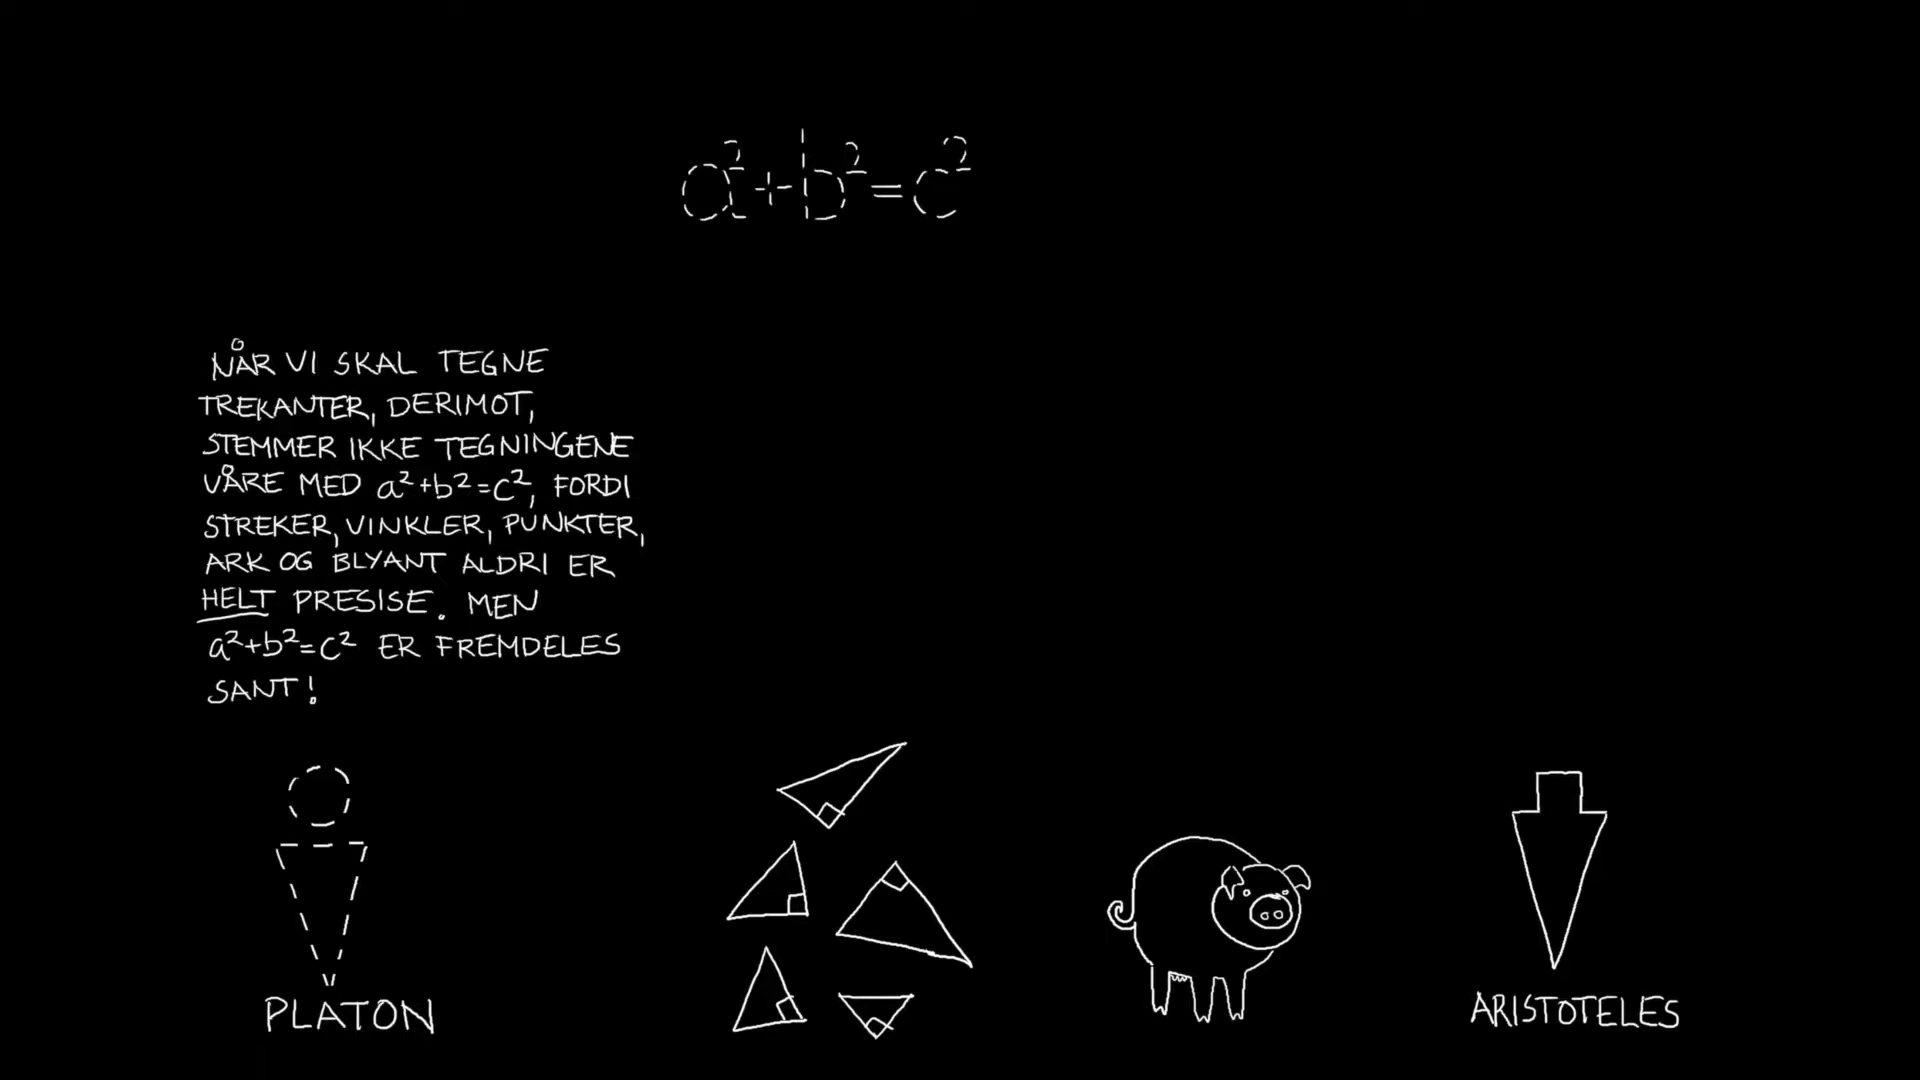 a²+b²=c²
NÅR VI SKAL TEGNE
TREKANTER, DERIMOT,
STEMMER IKKE TEGNINGENE
VÅRE MED a²+b²=c², FORDI
STREKER, VINKLER, PUNKTER,
ARK OG BLYANT ALDRI ER
HELT PRESISE. MEN
a²+b²=c² ER FREMDELES
SANT!
PLATON
ARISTOTELES